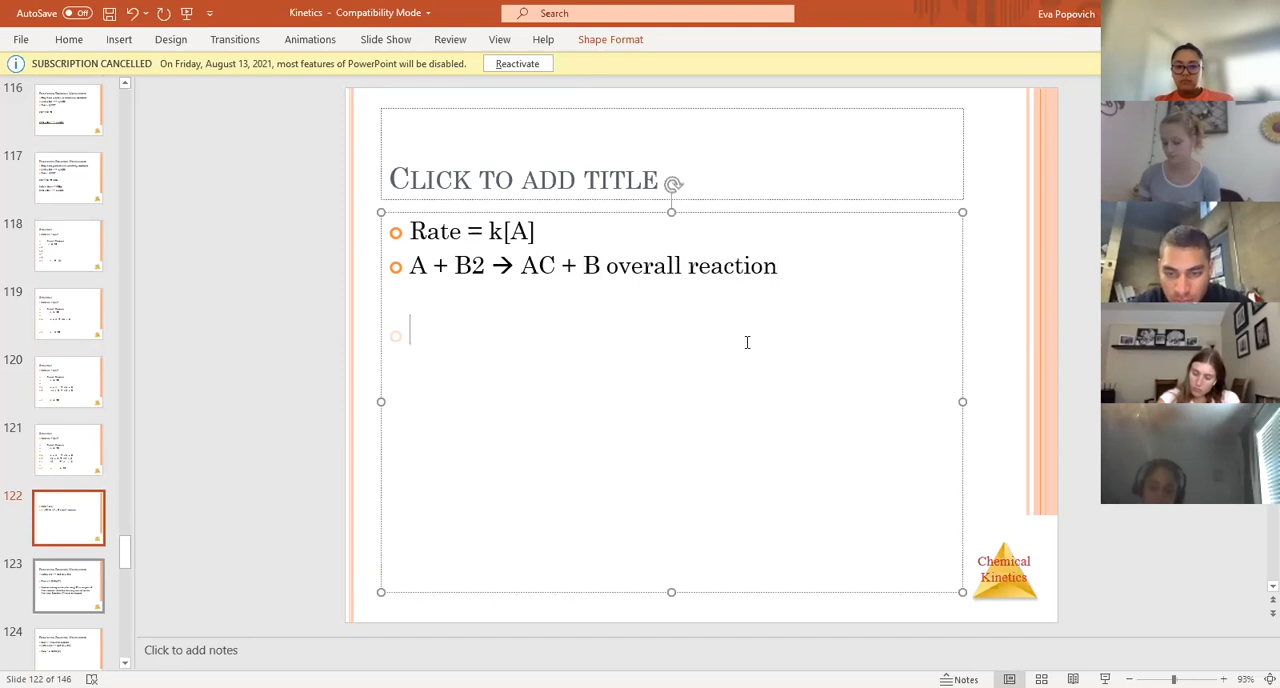 AutoSave Off Kinetics - Compatibility Mode Search Eva Popovich
File Home Insert Design Transitions Animations Slide Show Review View Help Shape Format
SUBSCRIPTION CANCELLED On Friday, August 13, 2021, most features of PowerPoint will be disabled. Reactivate
116
117
118
119
120
121
122
123
124
CLICK TO ADD TITLE
Rate = k[A]
A + B2 → AC + B overall reaction
Chemical
Kinetics
Click to add notes
Slide 122 of 146 Notes 93%